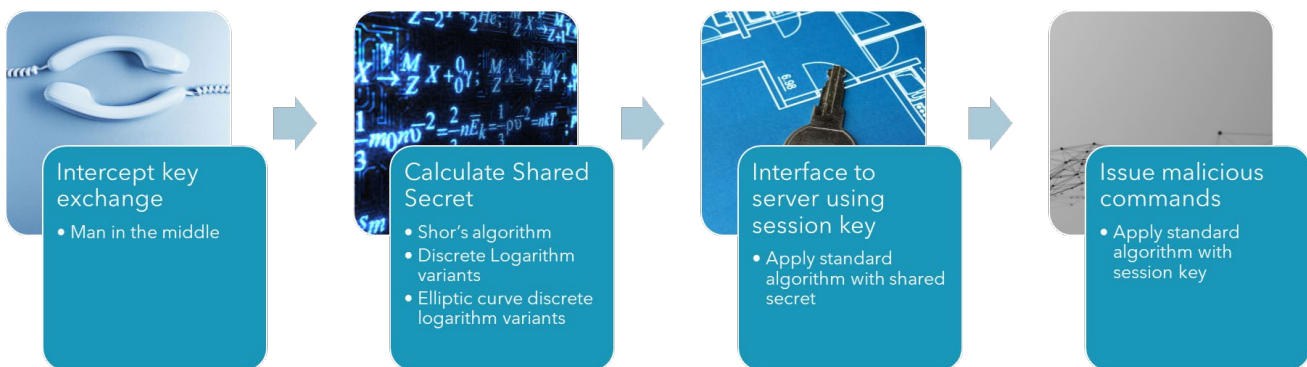 Intercept key
exchange
• Man in the middle
Calculate Shared
Secret
• Shor's algorithm
• Discrete Logarithm
variants
• Elliptic curve discrete
logarithm variants
6.98
Interface to
server using
session key
• Apply standard
algorithm with shared
secret
Issue malicious
commands
• Apply standard
algorithm with
session key